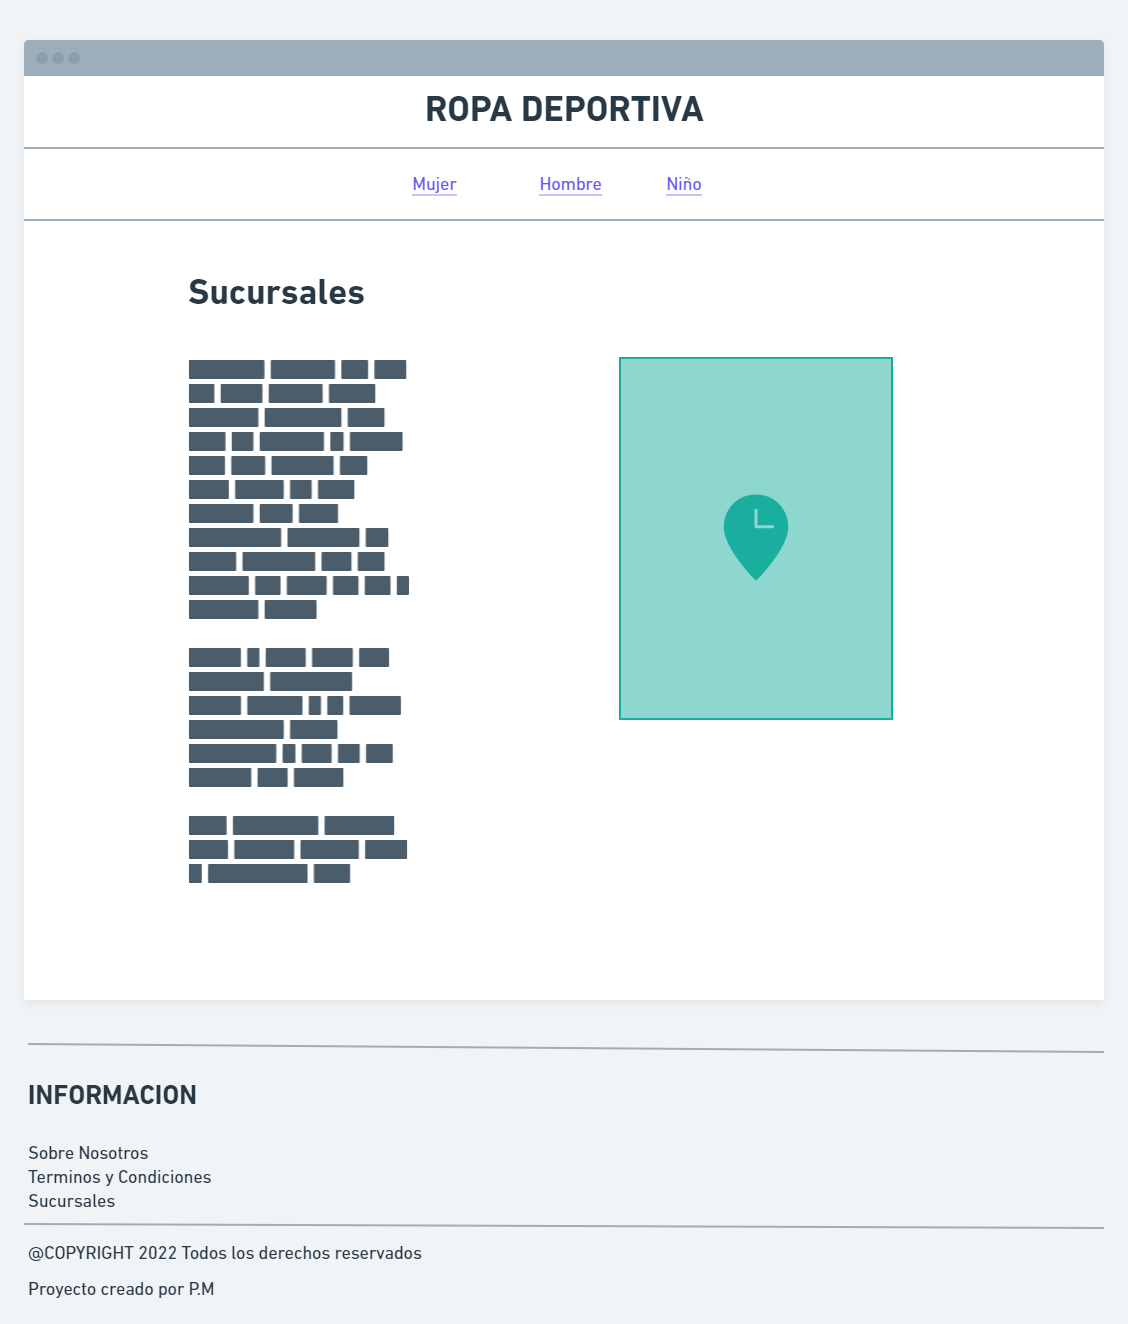 ROPA DEPORTIVA
Mujer Hombre Niño
Sucursales
INFORMACION
Sobre Nosotros
Terminos y Condiciones
Sucursales
@COPYRIGHT 2022 Todos los derechos reservados
Proyecto creado por P.M